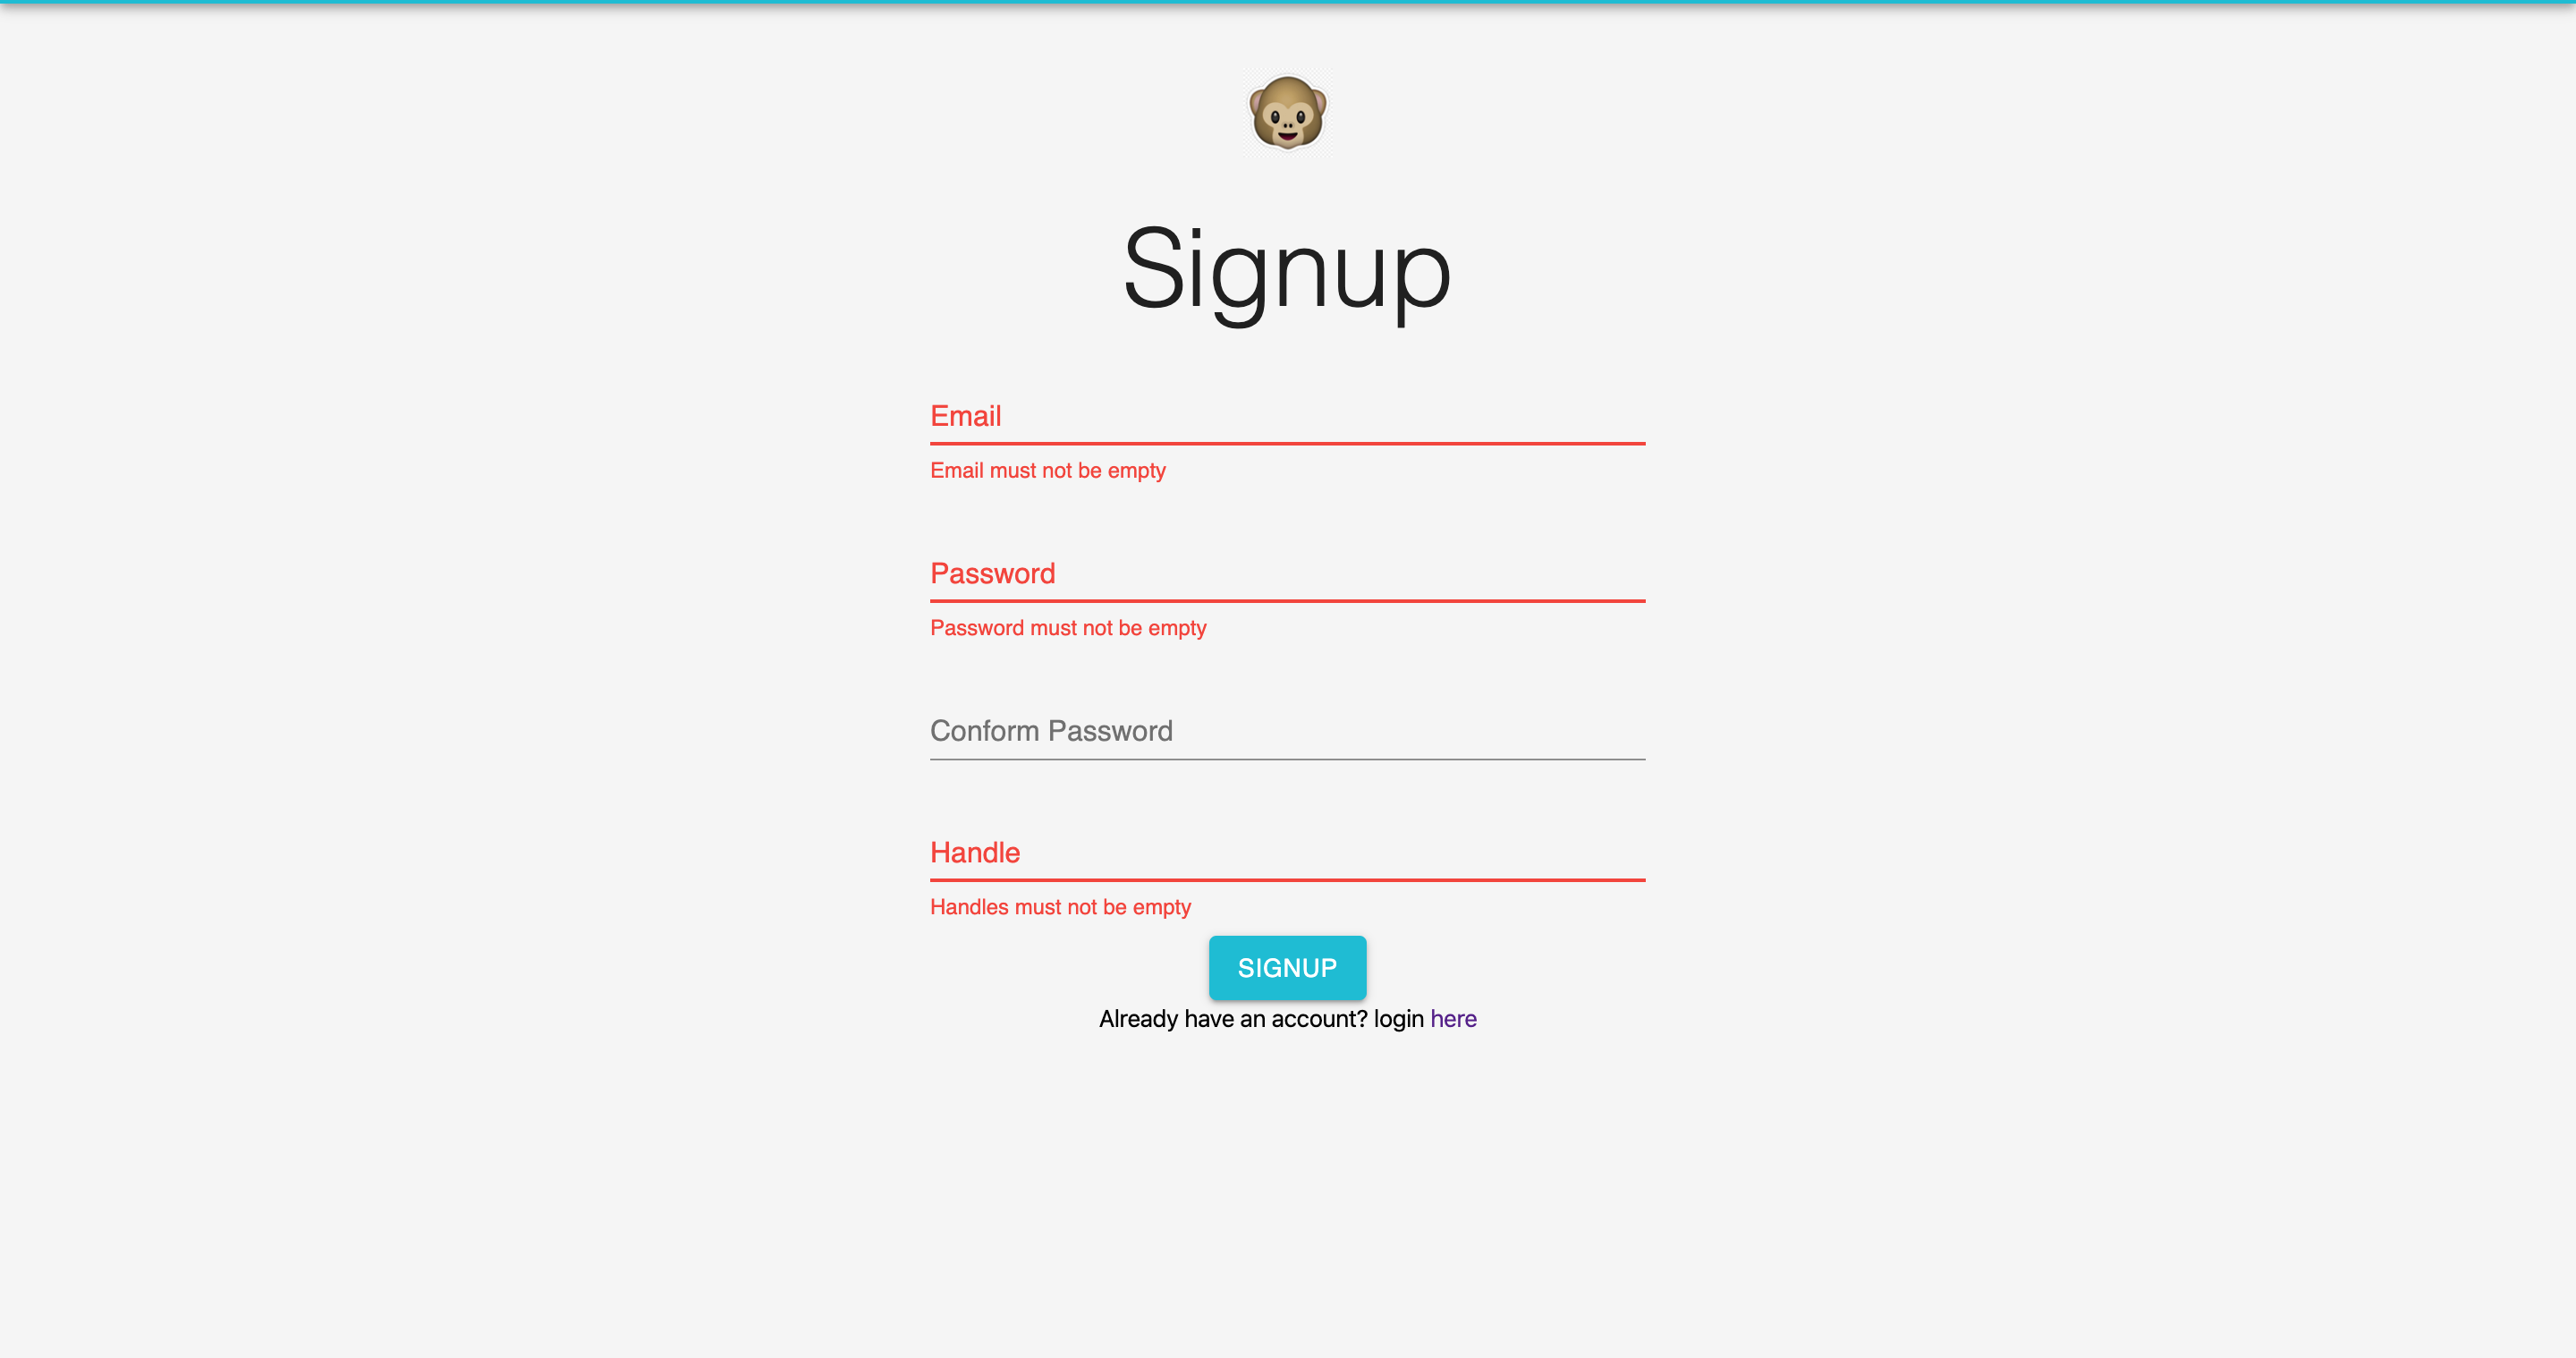 Signup
Email
Email must not be empty
Password
Password must not be empty
Conform Password
Handle
Handles must not be empty
SIGNUP
Already have an account? login here